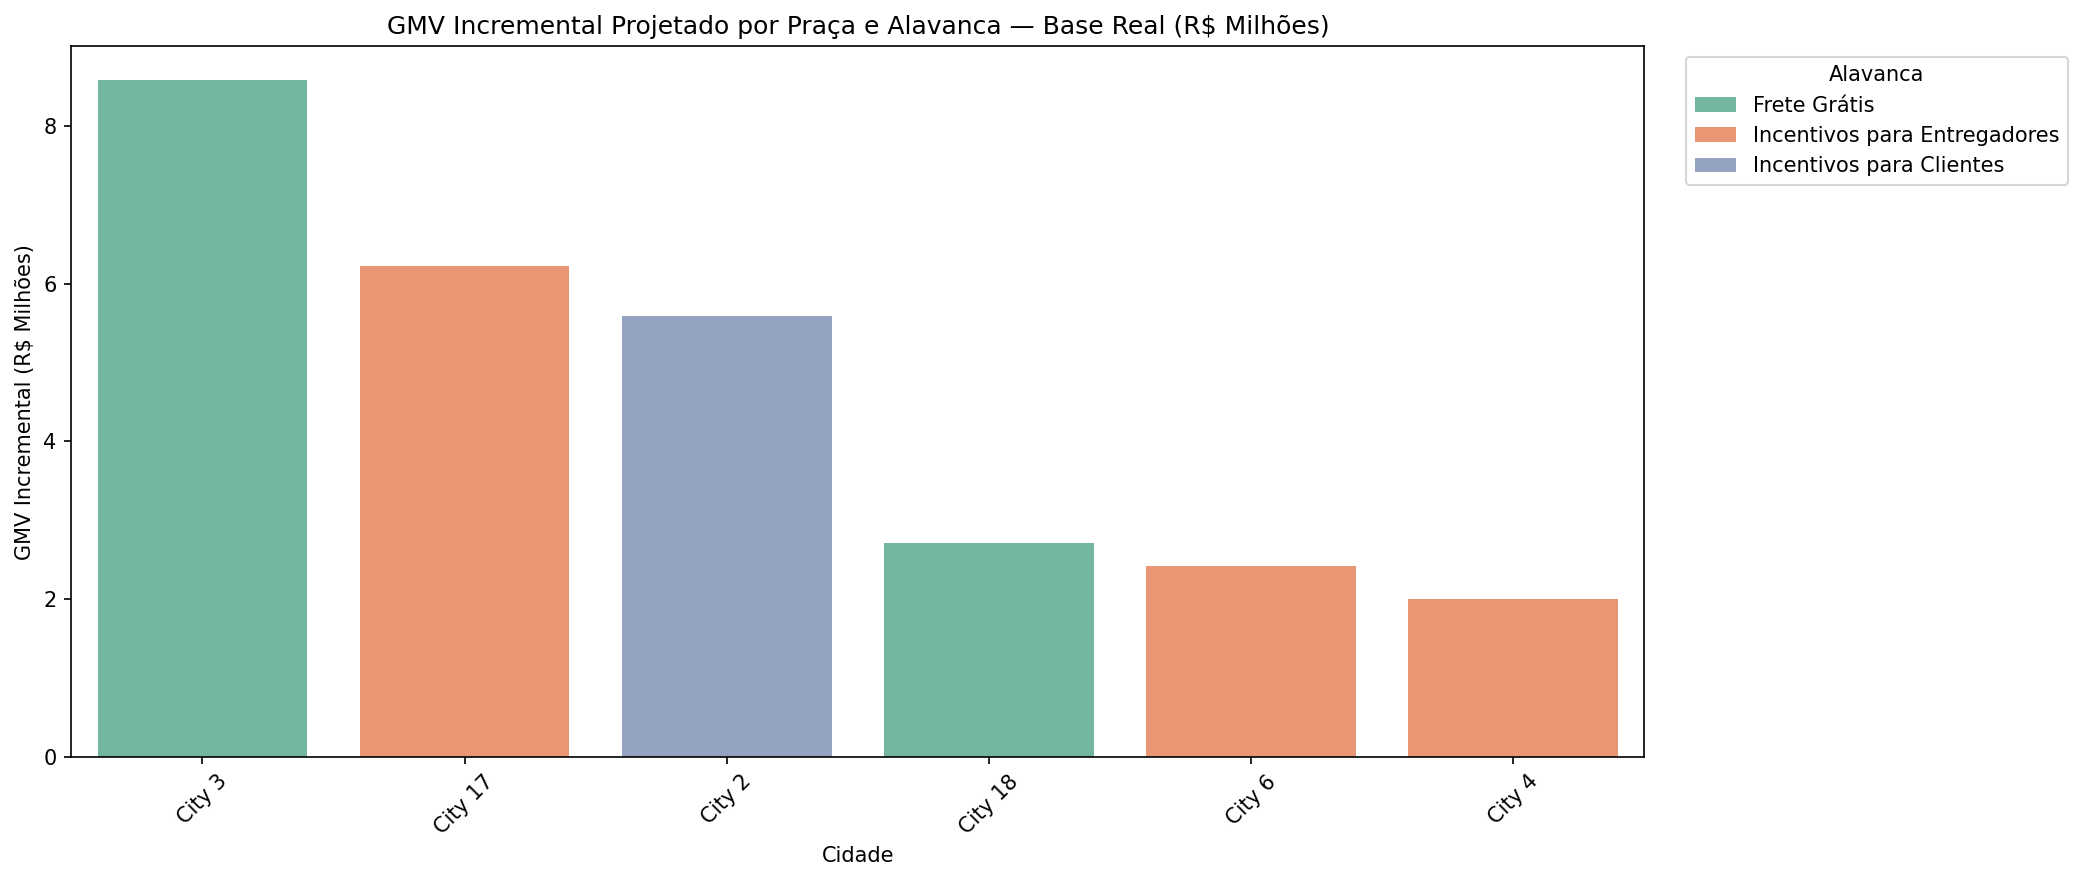 GMV Incremental Projetado por Praça e Alavanca — Base Real (R$ Milhões)
Alavanca
Frete Grátis
Incentivos para Entregadores
Incentivos para Clientes
GMV Incremental (R$ Milhões)
8
6
4
2
0
City 3
City 17
City 2
City 18
City 6
City 4
Cidade